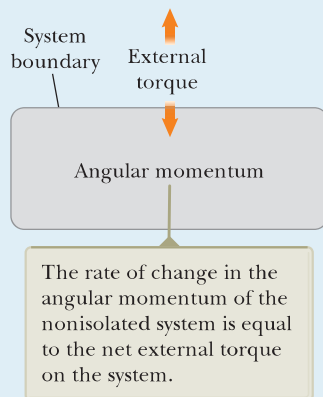 System
boundary
External
torque
Angular momentum
The rate of change in the
angular momentum of the
nonisolated system is equal
to the net external torque
on the system.